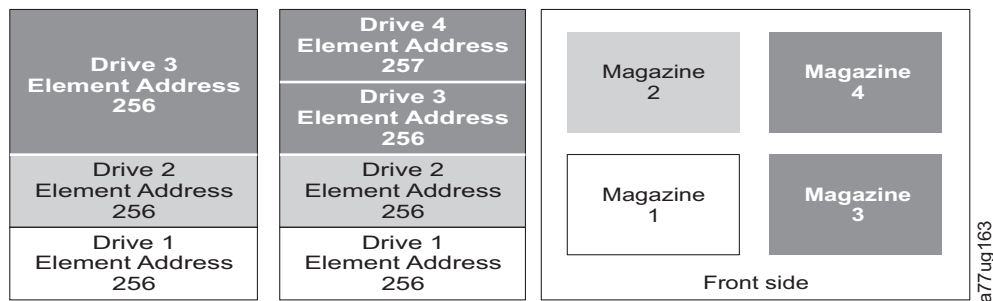 Drive 3
Element Address
256
Drive 2
Element Address
256
Drive 1
Element Address
256
Drive 4
Element Address
257
Drive 3
Element Address
256
Drive 2
Element Address
256
Drive 1
Element Address
256
Magazine
2
Magazine
4
Magazine
1
Magazine
3
Front side
a77ug163